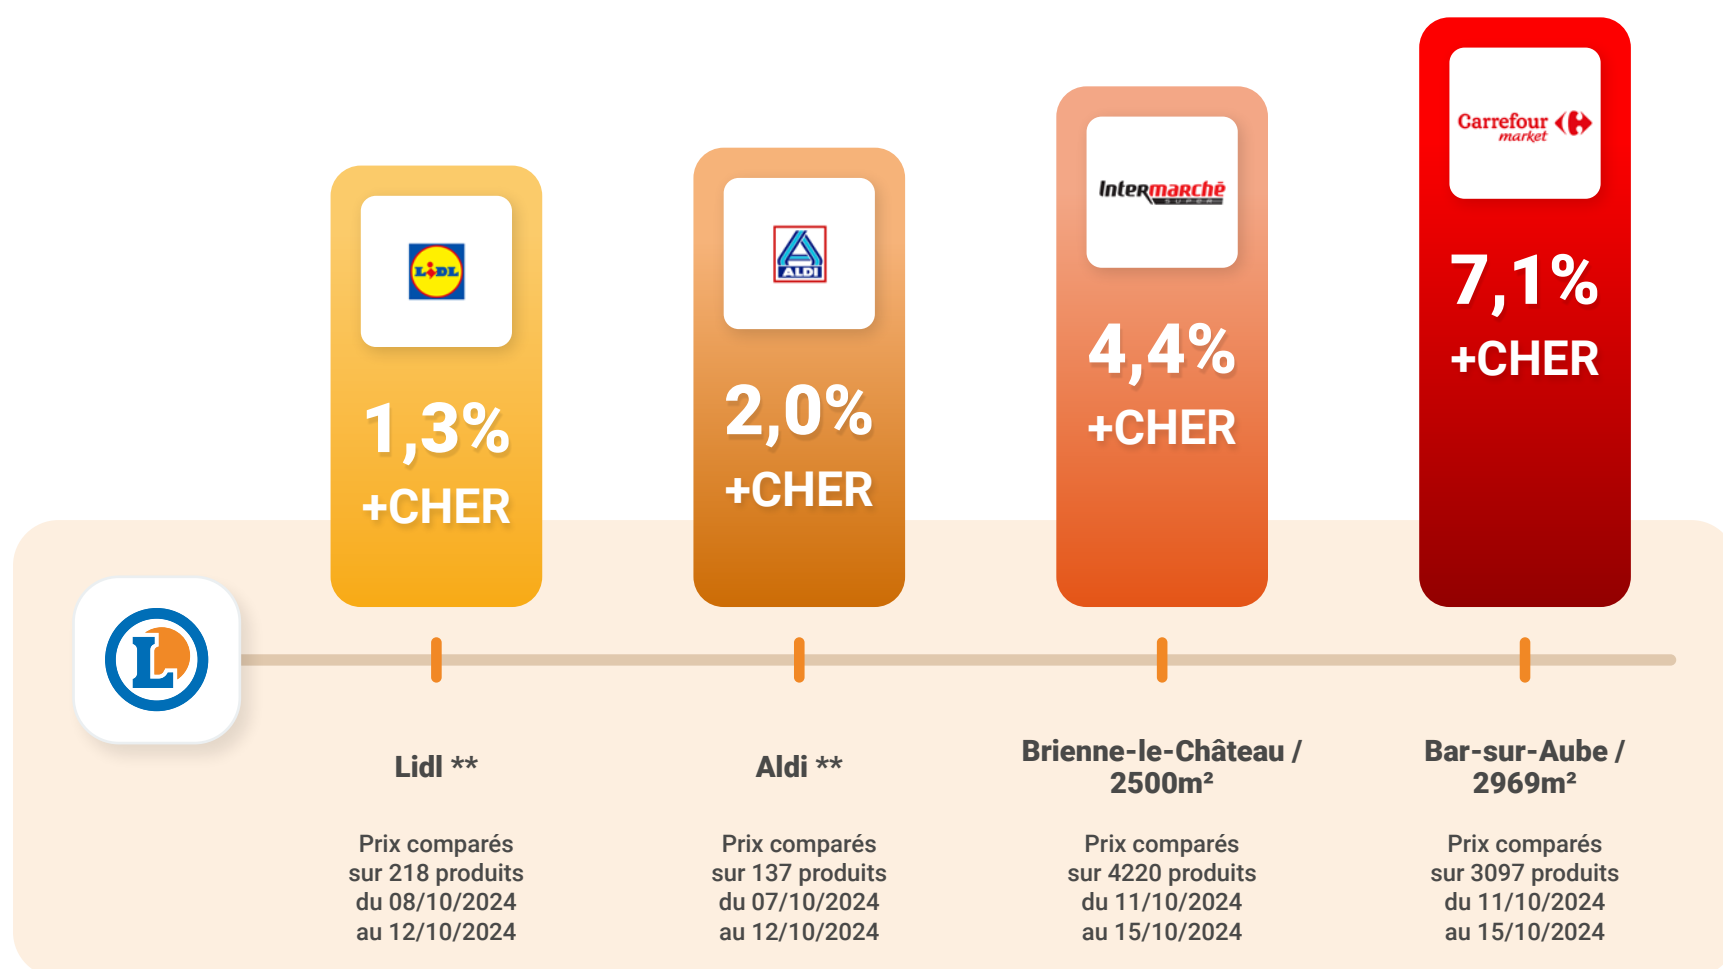 LIDL
1,3%
+CHER
ALDI
2,0%
+CHER
Intermarchē
SUPER
4,4%
+CHER
Carrefour
market
7,1%
+CHER
L
Lidl **
Prix comparés
sur 218 produits
du 08/10/2024
au 12/10/2024
Aldi **
Prix comparés
sur 137 produits
du 07/10/2024
au 12/10/2024
Brienne-le-Château /
2500m²
Prix comparés
sur 4220 produits
du 11/10/2024
au 15/10/2024
Bar-sur-Aube /
2969m²
Prix comparés
sur 3097 produits
du 11/10/2024
au 15/10/2024